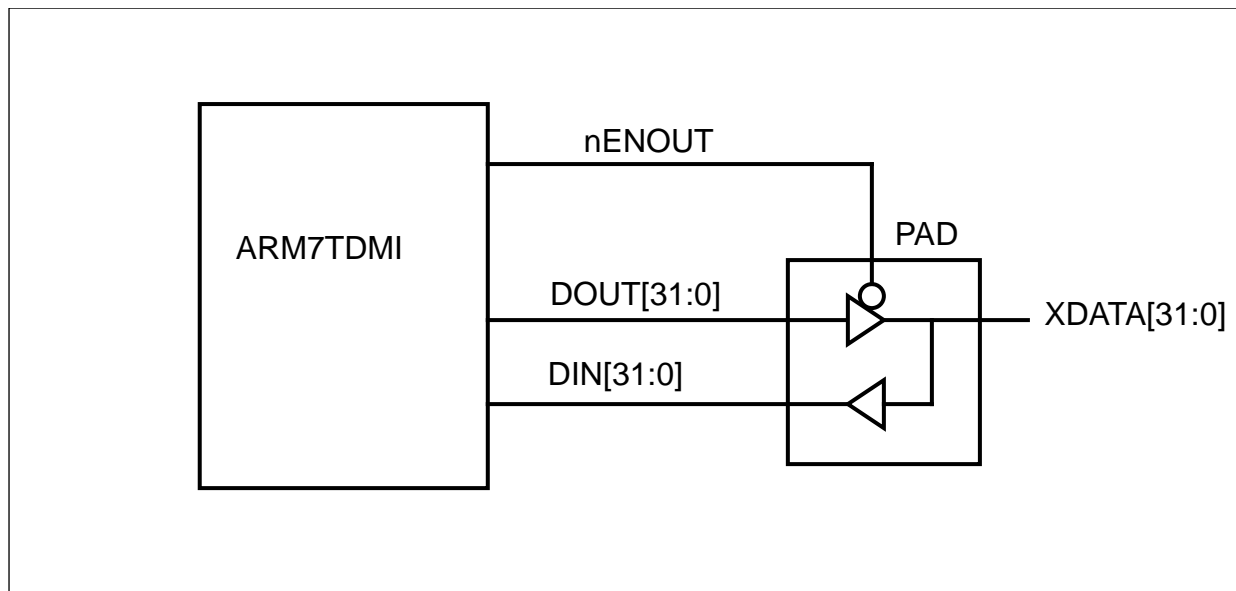 nENOUT
ARM7TDMI
PAD
DOUT[31:0]
XDATA[31:0]
DIN[31:0]